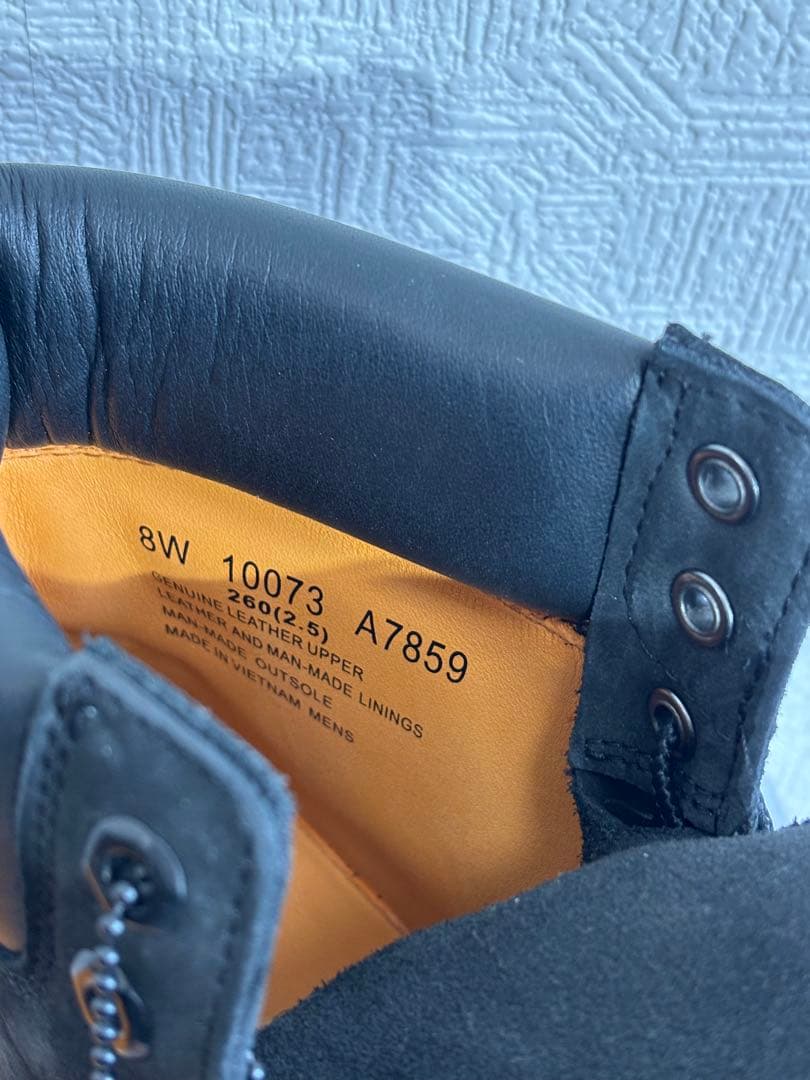 8W 10073 A7859
260(2.5)
GENUINE LEATHER UPPER
LEATHER AND MAN-MADE LININGS
MAN-MADE OUTSOLE
MADE IN VIETNAM MENS